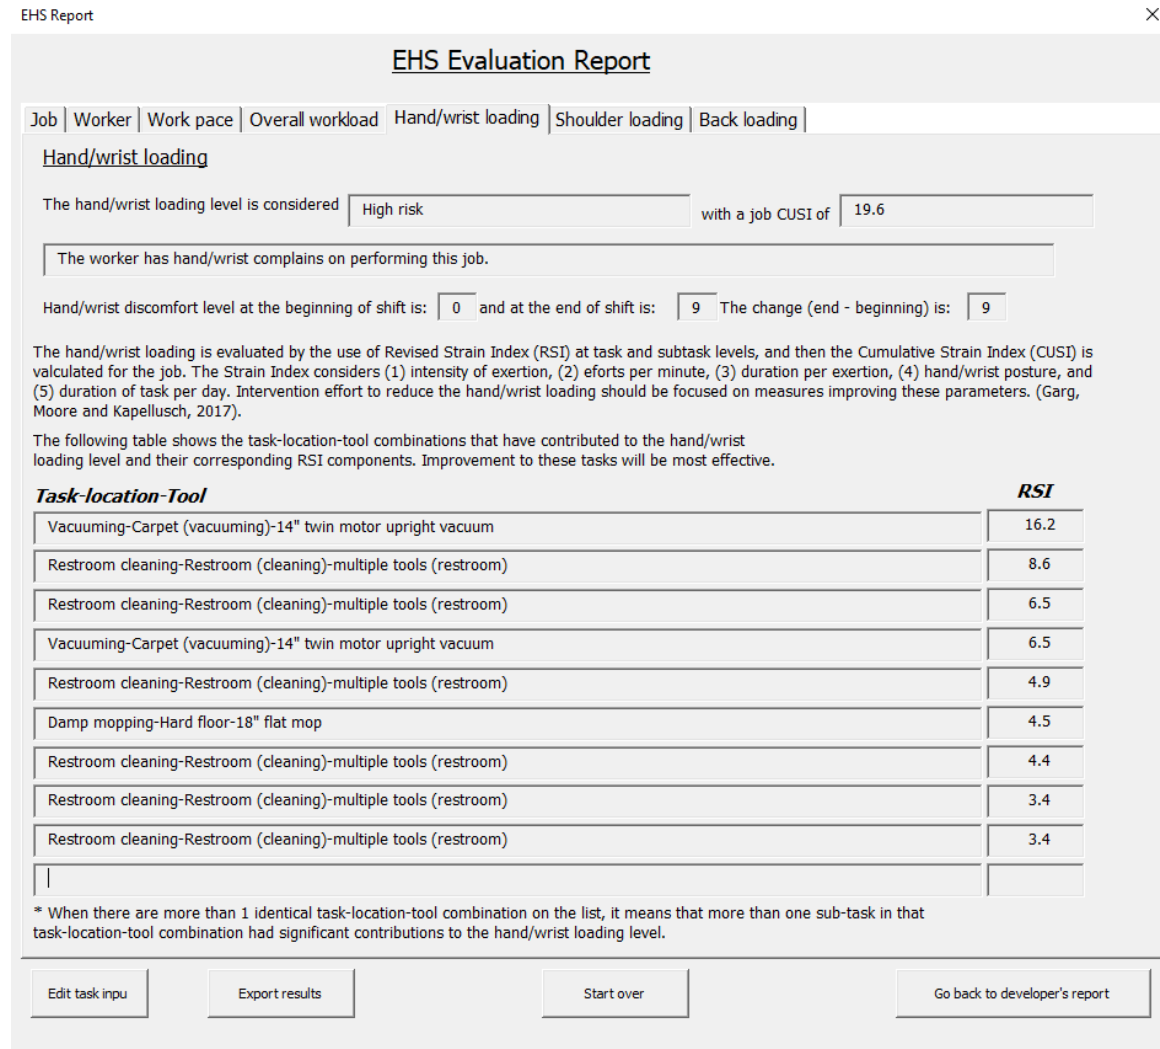 EHS Report
EHS Evaluation Report
Job Worker Work pace Overall workload Hand/wrist loading Shoulder loading Back loading
Hand/wrist loading
The hand/wrist loading level is considered High risk with a job CUSI of 19.6
The worker has hand/wrist complains on performing this job.
Hand/wrist discomfort level at the beginning of shift is: 0 and at the end of shift is: 9 The change (end - beginning) is: 9
The hand/wrist loading is evaluated by the use of Revised Strain Index (RSI) at task and subtask levels, and then the Cumulative Strain Index (CUSI) is
valculated for the job. The Strain Index considers (1) intensity of exertion, (2) eforts per minute, (3) duration per exertion, (4) hand/wrist posture, and
(5) duration of task per day. Intervention effort to reduce the hand/wrist loading should be focused on measures improving these parameters. (Garg,
Moore and Kapellusch, 2017).
The following table shows the task-location-tool combinations that have contributed to the hand/wrist
loading level and their corresponding RSI components. Improvement to these tasks will be most effective.
Task-location-Tool RSI
Vacuuming-Carpet (vacuuming)-14" twin motor upright vacuum 16.2
Restroom cleaning-Restroom (cleaning)-multiple tools (restroom) 8.6
Restroom cleaning-Restroom (cleaning)-multiple tools (restroom) 6.5
Vacuuming-Carpet (vacuuming)-14" twin motor upright vacuum 6.5
Restroom cleaning-Restroom (cleaning)-multiple tools (restroom) 4.9
Damp mopping-Hard floor-18" flat mop 4.5
Restroom cleaning-Restroom (cleaning)-multiple tools (restroom) 4.4
Restroom cleaning-Restroom (cleaning)-multiple tools (restroom) 3.4
Restroom cleaning-Restroom (cleaning)-multiple tools (restroom) 3.4
* When there are more than 1 identical task-location-tool combination on the list, it means that more than one sub-task in that
task-location-tool combination had significant contributions to the hand/wrist loading level.
Edit task inpu Export results Start over Go back to developer's report